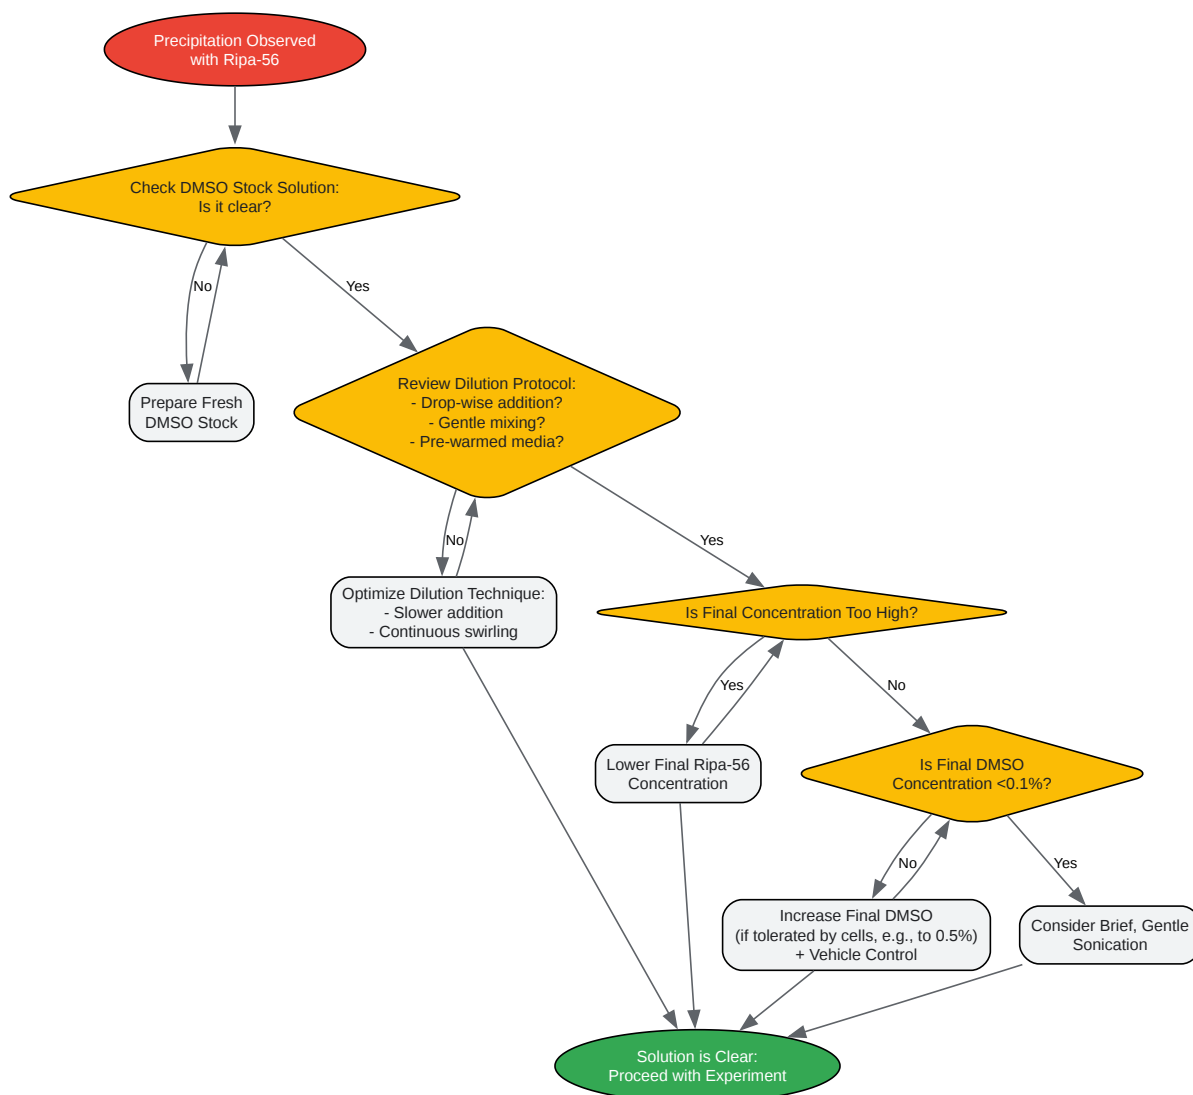 Precipitation Observed
with Ripa-56
Check DMSO Stock Solution:
Is it clear?
No
Yes
Prepare Fresh
DMSO Stock
Review Dilution Protocol:
- Drop-wise addition?
- Gentle mixing?
- Pre-warmed media?
No
Yes
Optimize Dilution Technique:
- Slower addition
- Continuous swirling
Is Final Concentration Too High?
Yes
No
Lower Final Ripa-56
Concentration
Is Final DMSO
Concentration <0.1%?
No
Yes
Increase Final DMSO
(if tolerated by cells, e.g., to 0.5%)
+ Vehicle Control
Consider Brief, Gentle
Sonication
Solution is Clear:
Proceed with Experiment